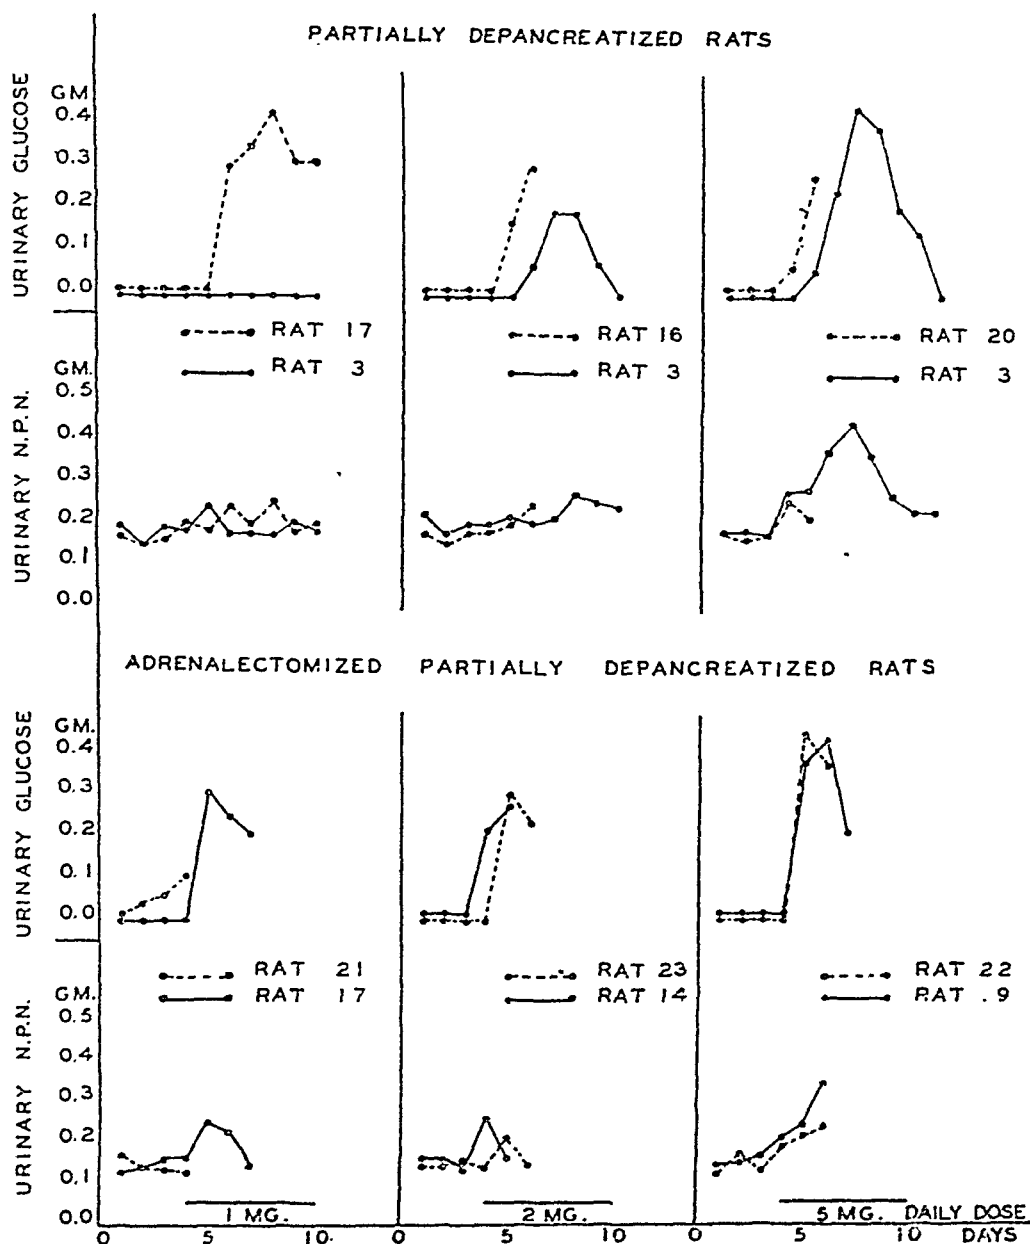 PARTIALLY DEPANCREATIZED RATS
URINARY GLUCOSE
GM
0.4
0.3
0.2
0.1
0.0
RAT 17
RAT 3
RAT 16
RAT 3
RAT 20
RAT 3
URINARY N.P.N.
GM.
0.5
0.4
0.3
0.2
0.1
0.0
ADRENALECTOMIZED PARTIALLY DEPANCREATIZED RATS
URINARY GLUCOSE
GM.
0.4
0.3
0.2
0.1
0.0
RAT 21
RAT 17
RAT 23
RAT 14
RAT 22
RAT .9
URINARY N.P.N.
GM.
0.5
0.4
0.3
0.2
0.1
0.0
1 MG.
2 MG.
5 MG. DAILY DOSE
0 5 10 0 5 10 0 5 10 DAYS